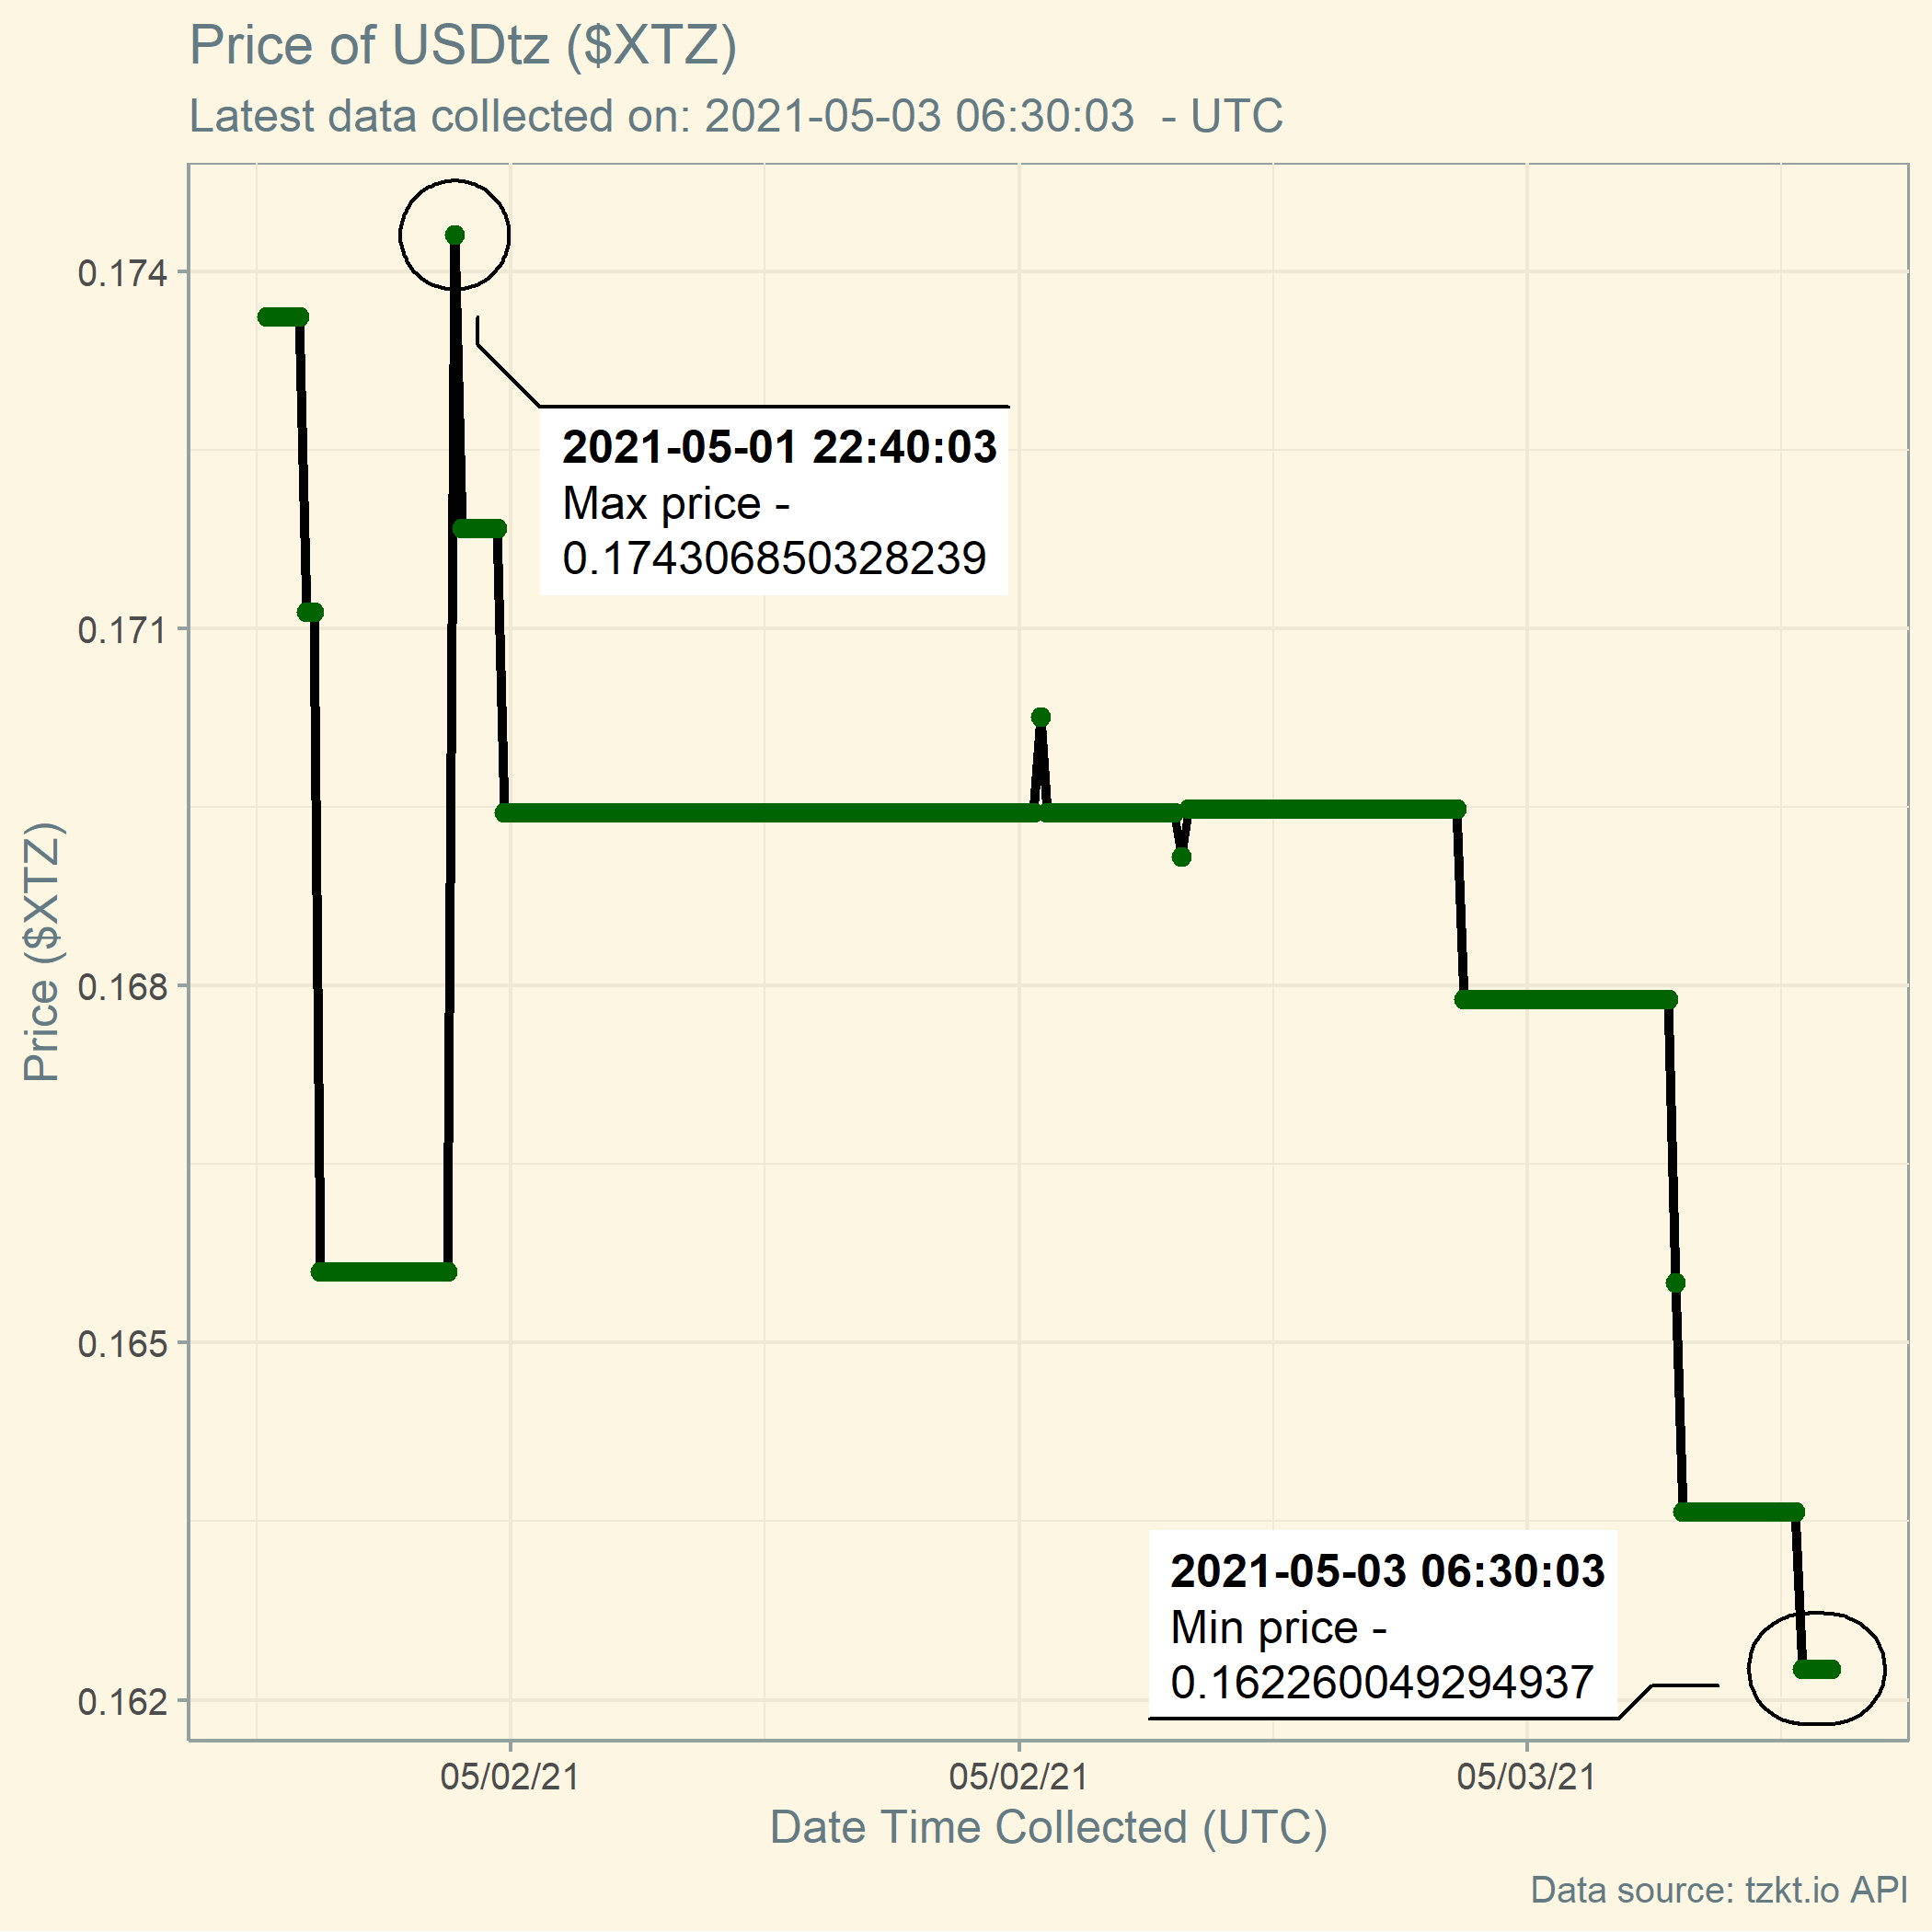 Price of USDtz ($XTZ)
Latest data collected on: 2021-05-03 06:30:03 - UTC
0.174
0.171
0.168
0.165
0.162
Price ($XTZ)
2021-05-01 22:40:03
Max price -
0.174306850328239
2021-05-03 06:30:03
Min price -
0.162260049294937
05/02/21
05/02/21
05/03/21
Date Time Collected (UTC)
Data source: tzkt.io API